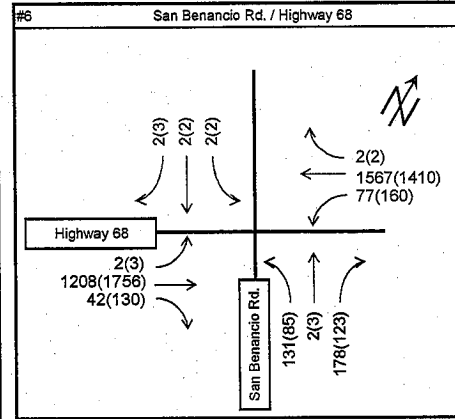 #6 San Benancio Rd. / Highway 68
N
2(3) 2(2) 2(2)
2(2)
1567(1410)
77(160)
Highway 68
2(3)
1208(1756)
42(130)
San Benancio Rd.
131(85) 2(3) 178(123)